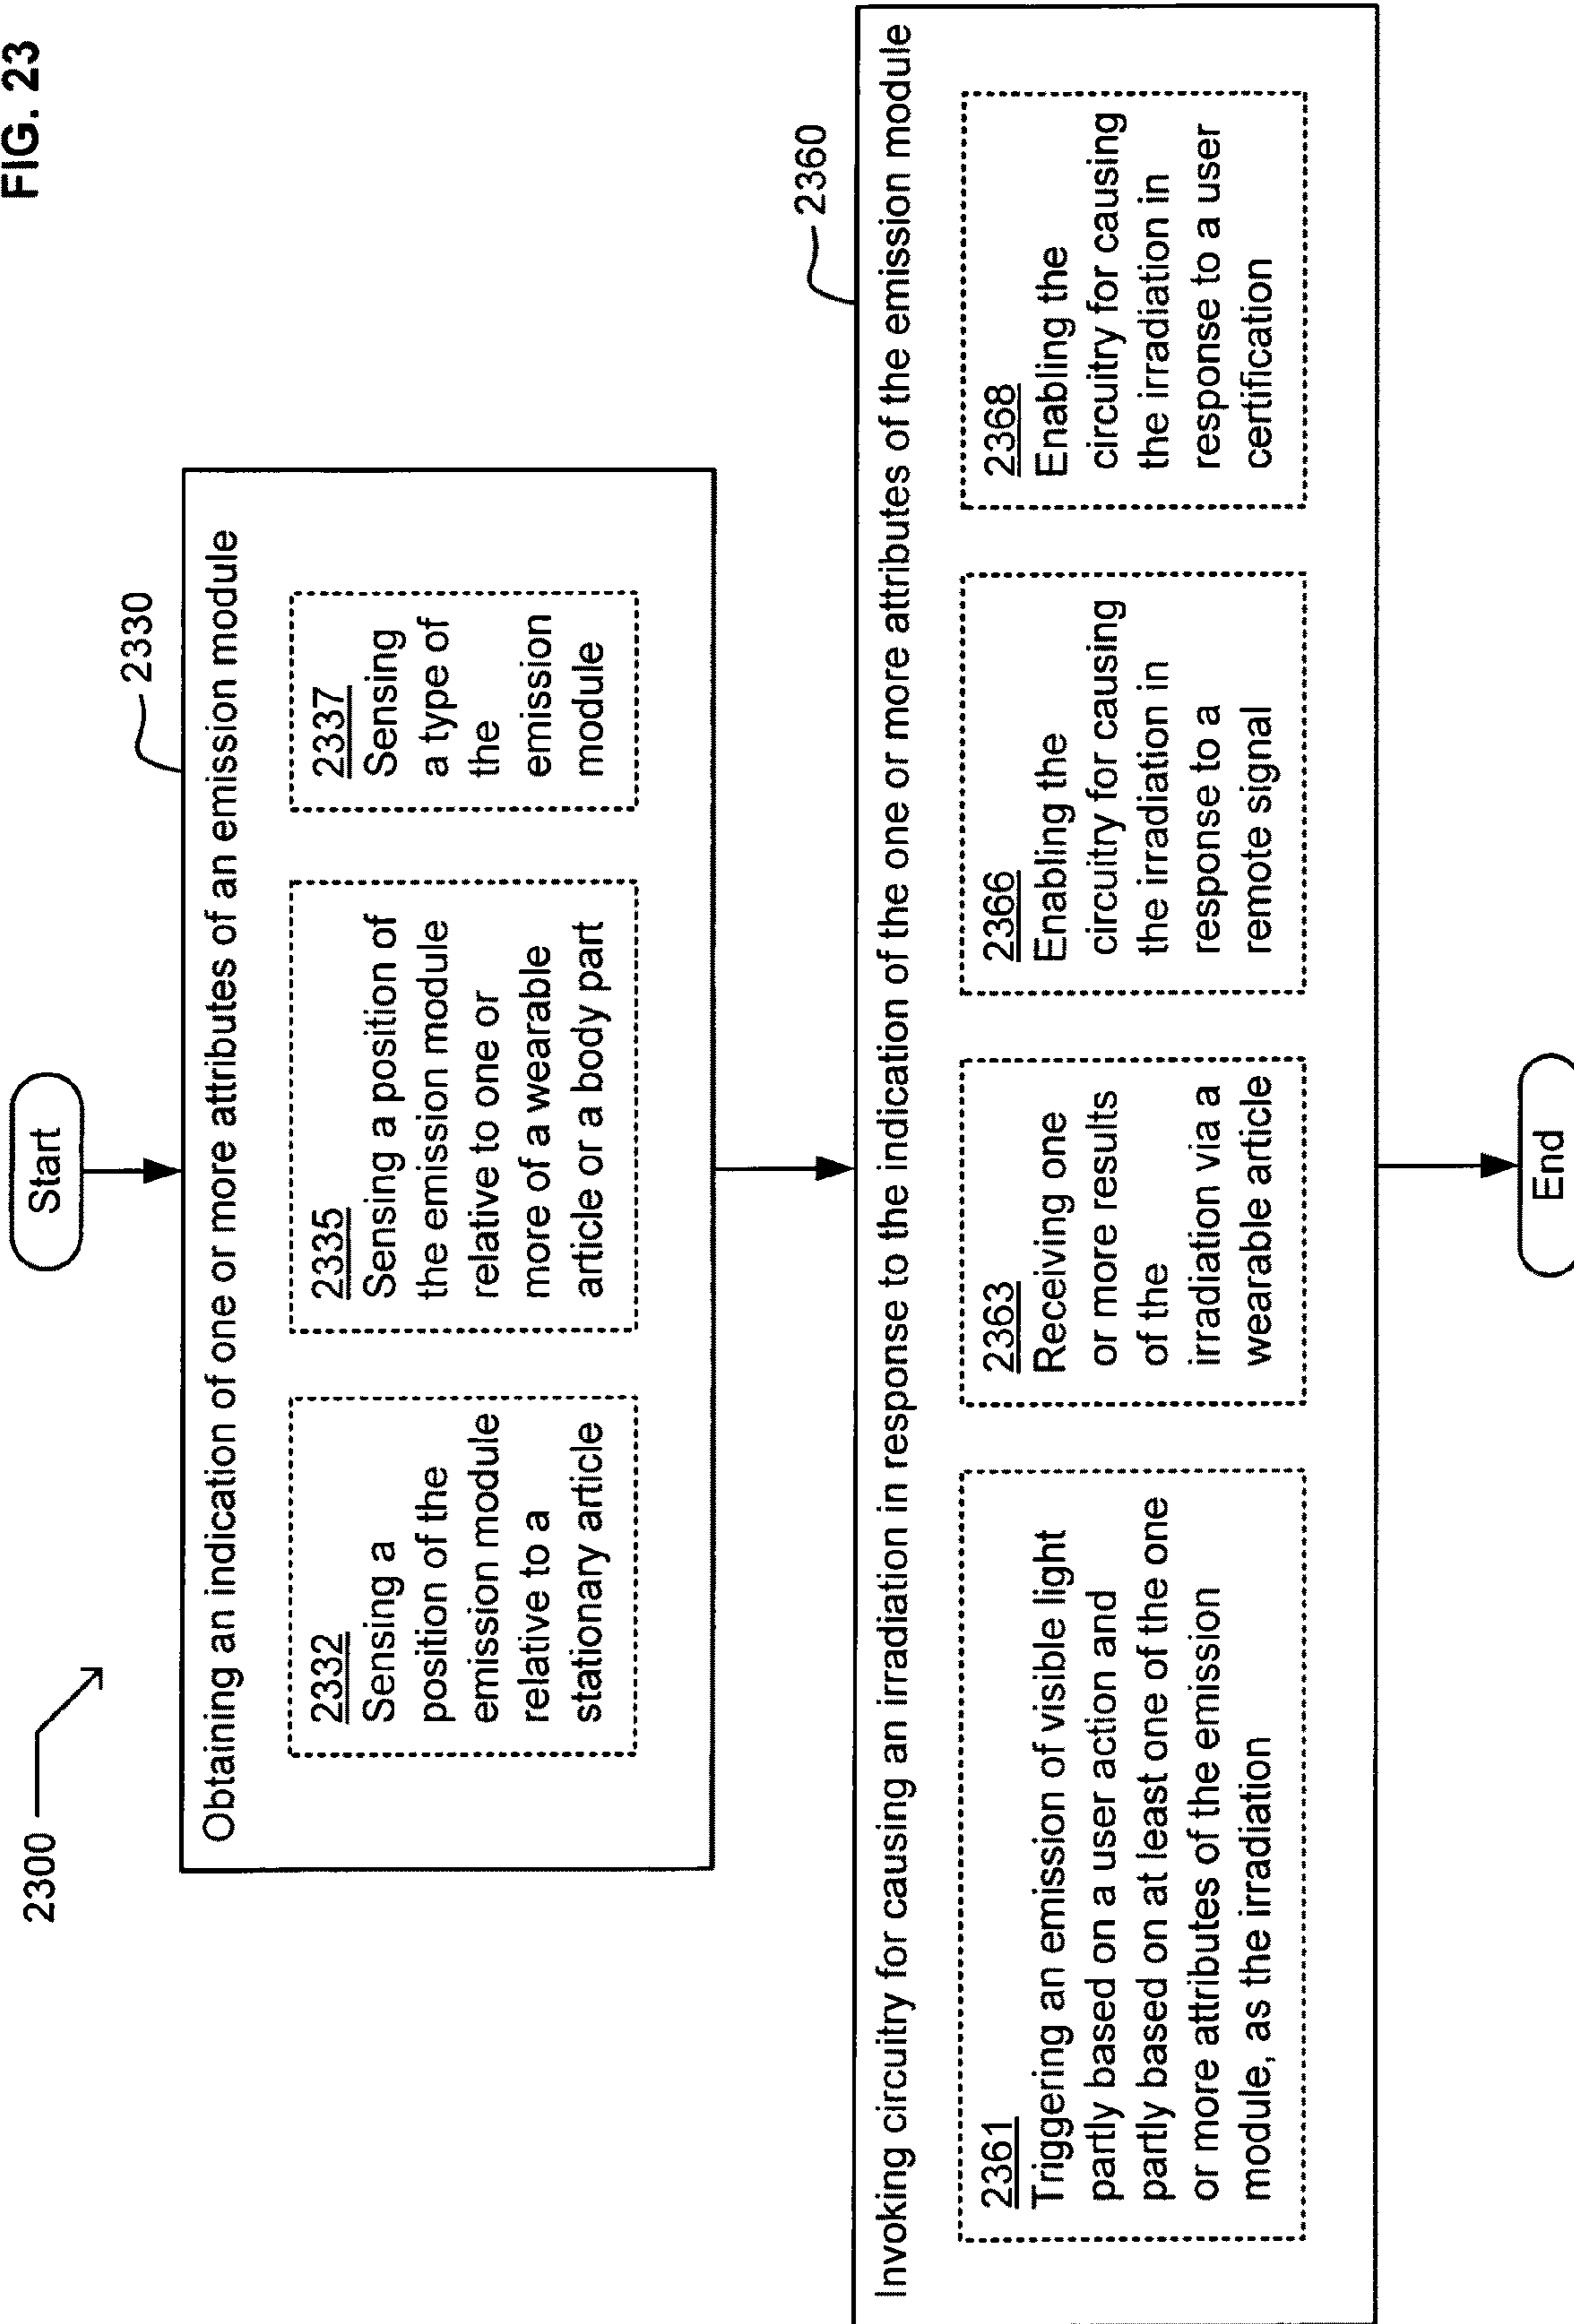 FIG. 23
2300
Start
2330
Obtaining an indication of one or more attributes of an emission module
2332
Sensing a
position of the
emission module
relative to a
stationary article
2335
Sensing a position of
the emission module
relative to one or
more of a wearable
article or a body part
2337
Sensing
a type of
the
emission
module
2360
Invoking circuitry for causing an irradiation in response to the indication of the one or more attributes of the emission module
2361
Triggering an emission of visible light
partly based on a user action and
partly based on at least one of the one
or more attributes of the emission
module, as the irradiation
2363
Receiving one
or more results
of the
irradiation via a
wearable article
2366
Enabling the
circuitry for causing
the irradiation in
response to a
remote signal
2368
Enabling the
circuitry for causing
the irradiation in
response to a user
certification
End